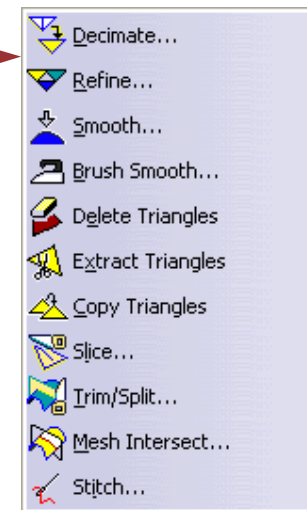 Decimate...
Refine...
Smooth...
Brush Smooth...
Delete Triangles
Extract Triangles
Copy Triangles
Slice...
Trim/Split...
Mesh Intersect...
Stitch...